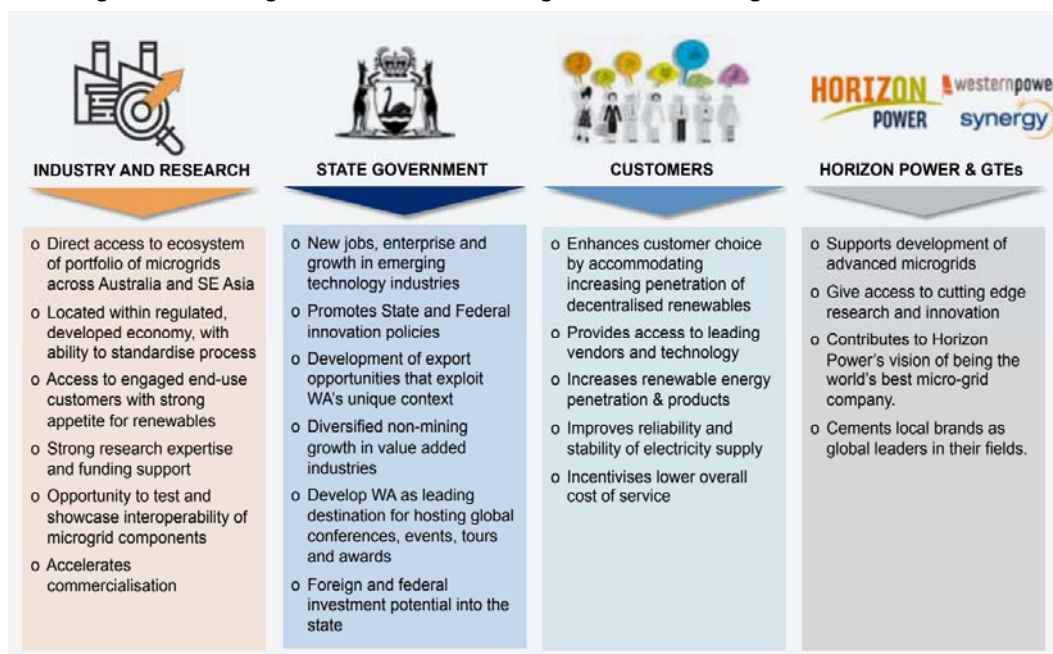 HORIZON
POWER
westernpowe
synergy
INDUSTRY AND RESEARCH
o Direct access to ecosystem
of portfolio of microgrids
across Australia and SE Asia
o Located within regulated,
developed economy, with
ability to standardise process
o Access to engaged end-use
customers with strong
appetite for renewables
o Strong research expertise
and funding support
o Opportunity to test and
showcase interoperability of
microgrid components
o Accelerates
commercialisation
STATE GOVERNMENT
o New jobs, enterprise and
growth in emerging
technology industries
o Promotes State and Federal
innovation policies
o Development of export
opportunities that exploit
WA's unique context
o Diversified non-mining
growth in value added
industries
o Develop WA as leading
destination for hosting global
conferences, events, tours
and awards
o Foreign and federal
investment potential into the
state
CUSTOMERS
o Enhances customer choice
by accommodating
increasing penetration of
decentralised renewables
o Provides access to leading
vendors and technology
o Increases renewable energy
penetration & products
o Improves reliability and
stability of electricity supply
o Incentivises lower overall
cost of service
HORIZON POWER & GTEs
o Supports development of
advanced microgrids
o Give access to cutting edge
research and innovation
o Contributes to Horizon
Power's vision of being the
world's best micro-grid
company.
o Cements local brands as
global leaders in their fields.